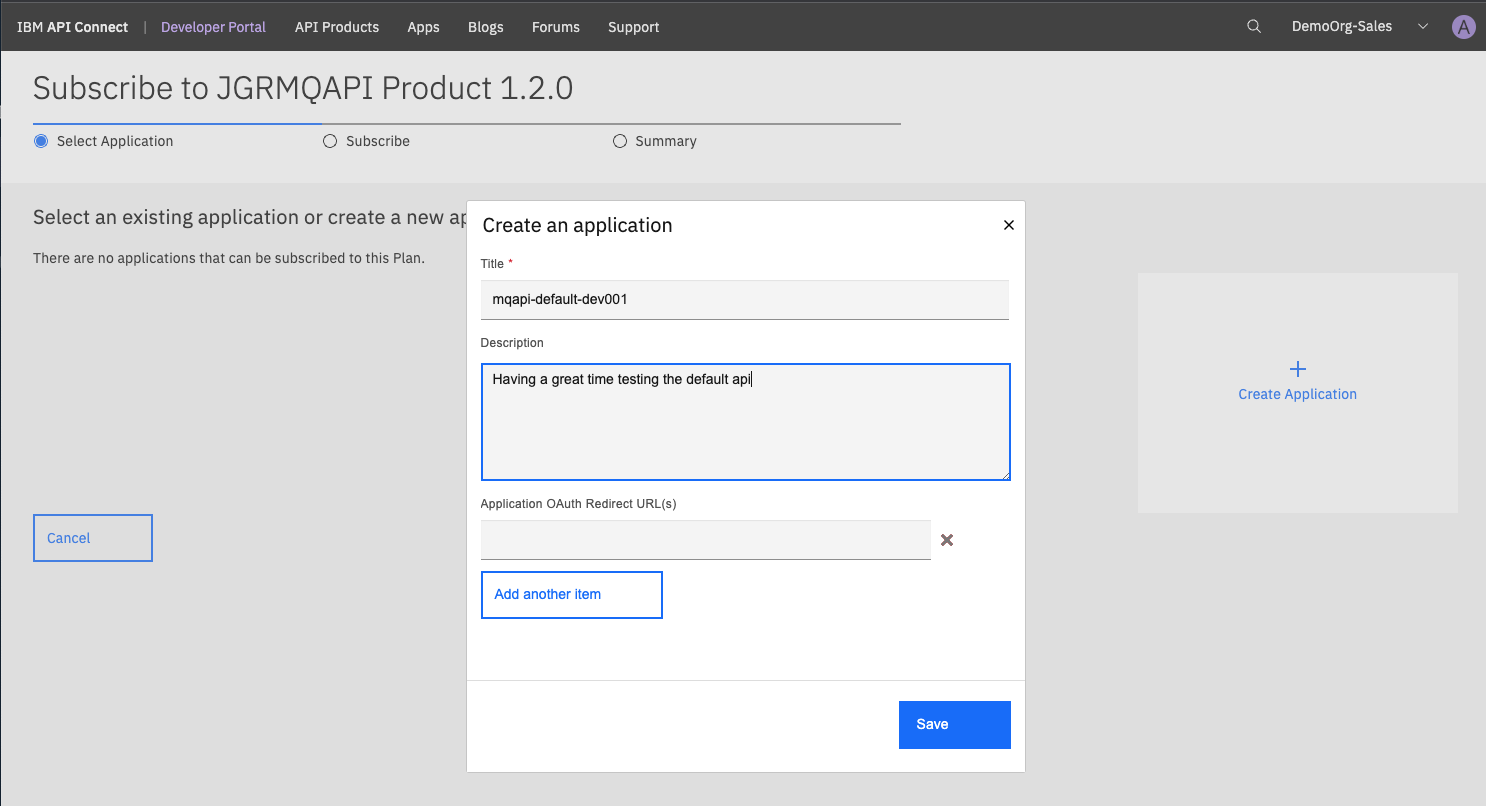 IBM API Connect | Developer Portal API Products Apps Blogs Forums Support DemoOrg-Sales A
Subscribe to JGRMQAPI Product 1.2.0
Select Application Subscribe Summary
Select an existing application or create a new ap
There are no applications that can be subscribed to this Plan.
Create an application
Title *
mqapi-default-dev001
Description
Having a great time testing the default api
Application OAuth Redirect URL(s)
Add another item
Save
Create Application
Cancel